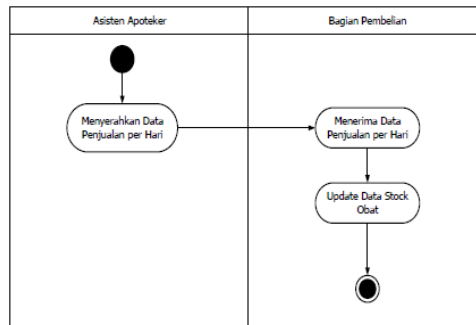 Asisten Apoteker
Bagian Pembelian
Menyerahkan Data
Penjualan per Hari
Menerima Data
Penjualan per Hari
Update Data Stock
Obat